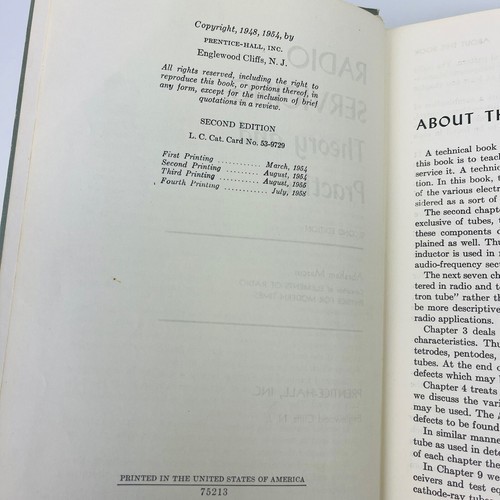 Copyright, 1948, 1954, by
PRENTICE-HALL, INC.
Englewood Cliffs, N. J.
All rights reserved, including the right to
reproduce this book, or portions thereof, in
any form, except for the inclusion of brief
quotations in a review.
SECOND EDITION
L. C. Cat. Card No. 53-9729
First Printing .......... March, 1954
Second Printing .......... August, 1954
Third Printing .......... August, 1955
Fourth Printing .......... July, 1958
PRINTED IN THE UNITED STATES OF AMERICA
75213
ABOUT TH
A technical book
this book is to teac
service it. A technic
tion. In this book, t
of the various electr
sidered as a sort of
The second chapte
exclusive of tubes, t
these components o
plained as well. Thu
inductor is used in r
audio-frequency sect
The next seven cha
tered in radio and te
tron tube" rather th
be more descriptive
radio applications.
Chapter 3 deals
characteristics. Thu
tetrodes, pentodes,
tubes. At the end o
defects which may b
Chapter 4 treats
we discuss the vari
may be used. The
defects to be found
In similar manner
tube as used in dete
of each chapter the
In Chapter 9 we
ceivers and test eq
cathode-ray tubes